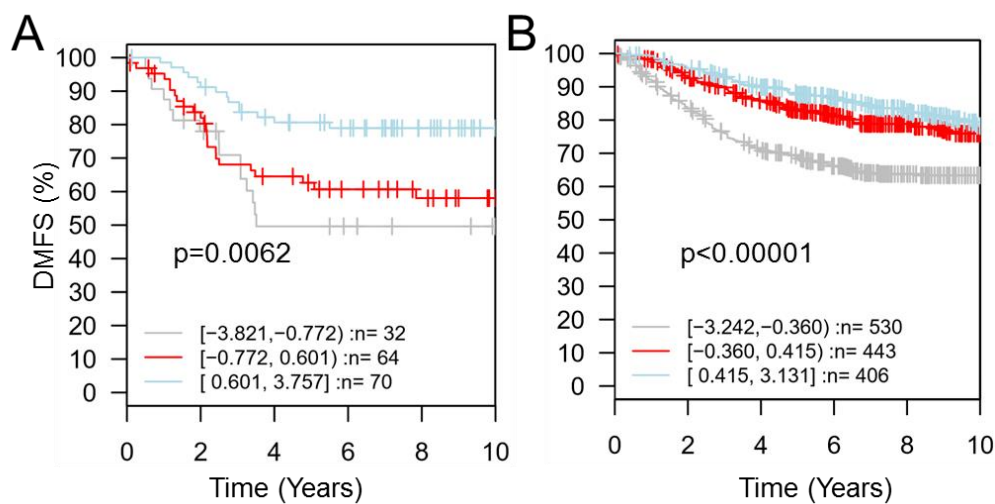 A
DMFS (%)
100
90
80
70
60
50
40
30
20
10
0
p=0.0062
[−3.821,−0.772) :n= 32
[−0.772, 0.601) :n= 64
[ 0.601, 3.757] :n= 70
0 2 4 6 8 10
Time (Years)
B
100
90
80
70
60
50
40
30
20
10
0
p<0.00001
[−3.242,−0.360) :n= 530
[−0.360, 0.415) :n= 443
[ 0.415, 3.131] :n= 406
0 2 4 6 8 10
Time (Years)